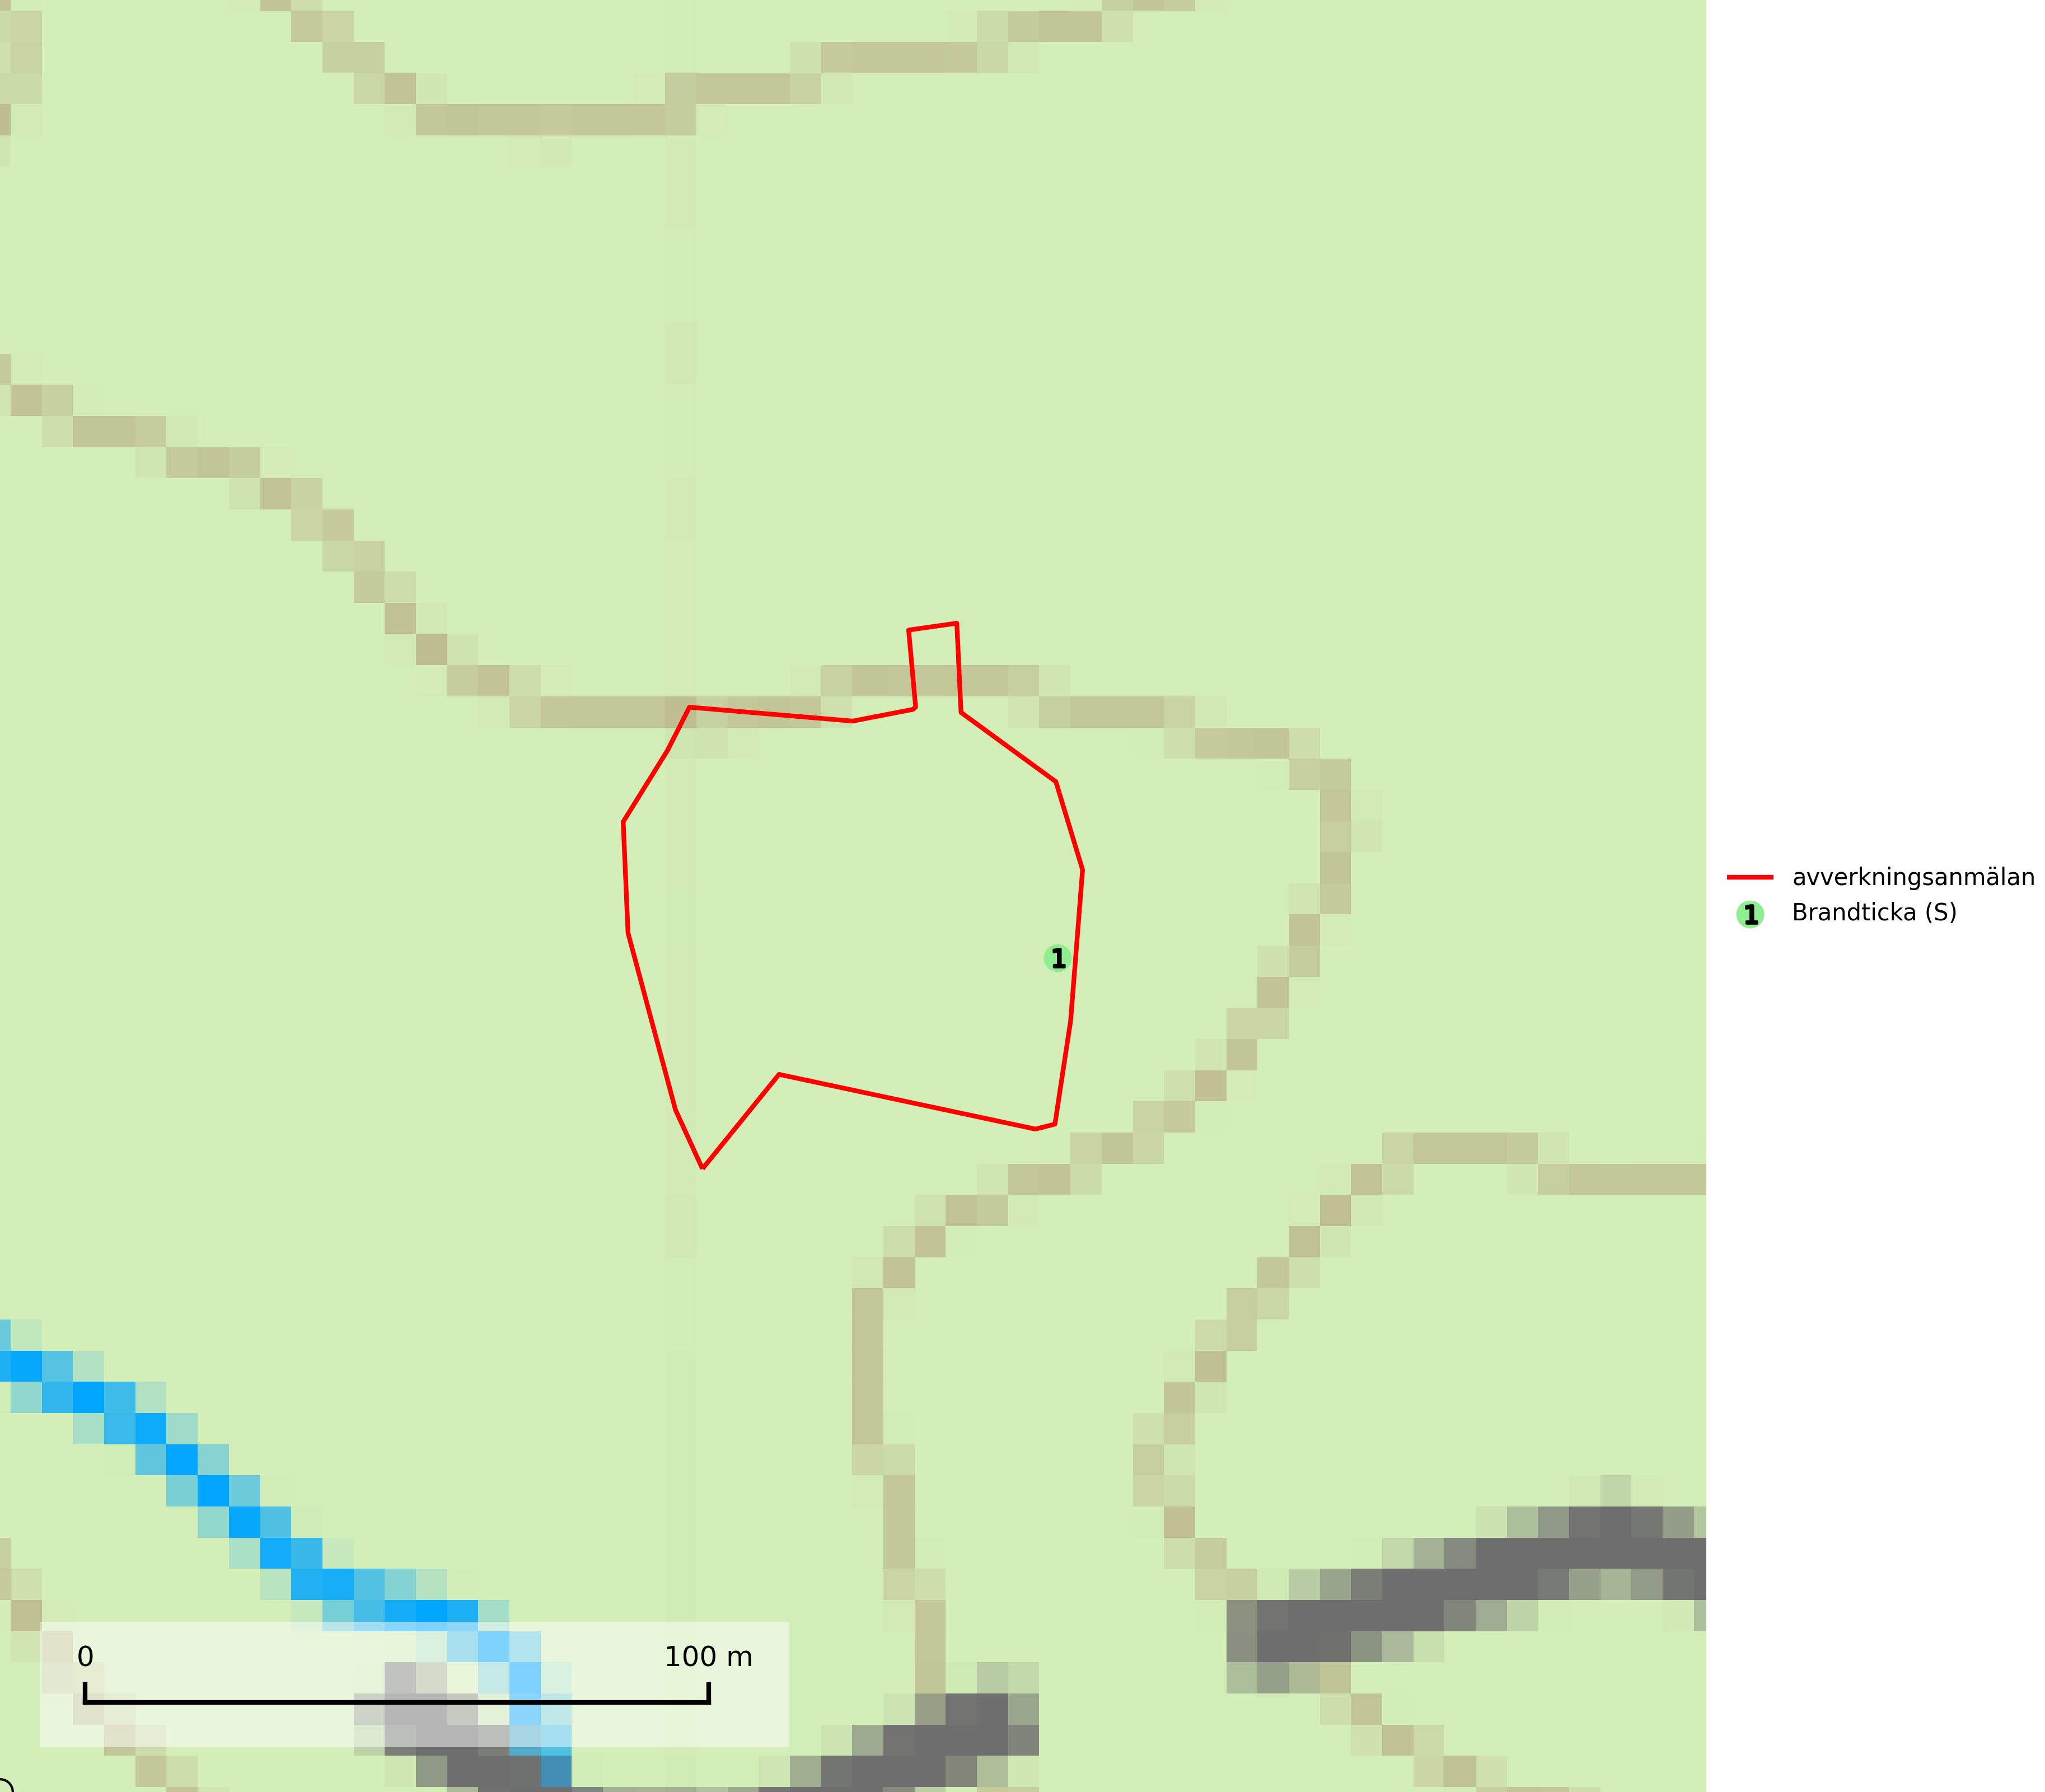 1
avverkningsanmälan
1 Brandticka (S)
0 100 m